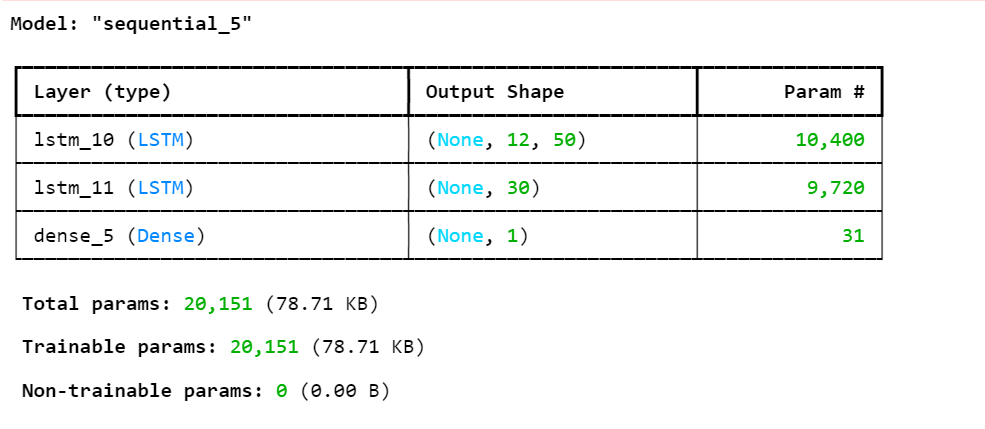 Model: "sequential_5"
Layer (type) Output Shape Param #
lstm_10 (LSTM) (None, 12, 50) 10,400
lstm_11 (LSTM) (None, 30) 9,720
dense_5 (Dense) (None, 1) 31
Total params: 20,151 (78.71 KB)
Trainable params: 20,151 (78.71 KB)
Non-trainable params: 0 (0.00 B)